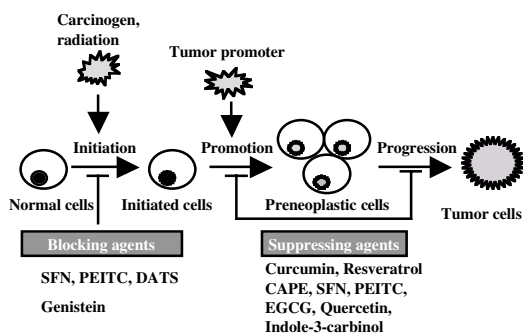 Carcinogen,
radiation
Tumor promoter
Initiation
Promotion
Progression
Normal cells
Initiated cells
Preneoplastic cells
Tumor cells
Blocking agents
Suppressing agents
SFN, PEITC, DATS
Genistein
Curcumin, Resveratrol
CAPE, SFN, PEITC,
EGCG, Quercetin,
Indole-3-carbinol